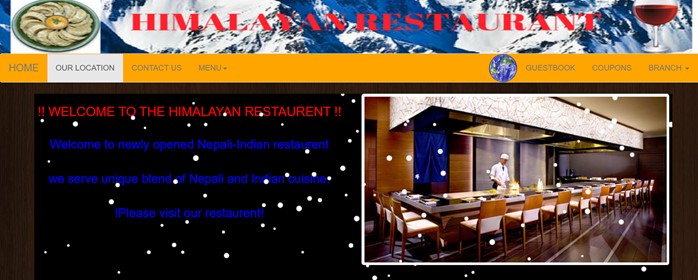 HIMALAYAN RESTAURANT
HOME OUR LOCATION CONTACT US MENU GUESTBOOK COUPONS BRANCH
!! WELCOME TO THE HIMALAYAN RESTAURENT !!
Welcome to newly opened Nepali-Indian restaurent
we serve unique blend of Nepali and Indian cuisine
!Please visit our restaurent!